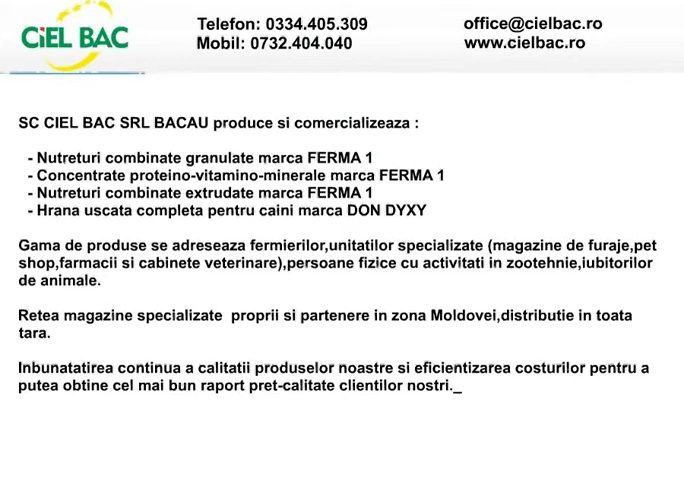 CiEL BAC
Telefon: 0334.405.309
Mobil: 0732.404.040
office@cielbac.ro
www.cielbac.ro
SC CIEL BAC SRL BACAU produce si comercializeaza :
- Nutreturi combinate granulate marca FERMA 1
- Concentrate proteino-vitamino-minerale marca FERMA 1
- Nutreturi combinate extrudate marca FERMA 1
- Hrana uscata completa pentru caini marca DON DYXY
Gama de produse se adreseaza fermierilor,unitatilor specializate (magazine de furaje,pet
shop,farmacii si cabinete veterinare),persoane fizice cu activitati in zootehnie,iubitorilor
de animale.
Retea magazine specializate  proprii si partenere in zona Moldovei,distributie in toata
tara.
Inbunatatirea continua a calitatii produselor noastre si eficientizarea costurilor pentru a
putea obtine cel mai bun raport pret-calitate clientilor nostri._